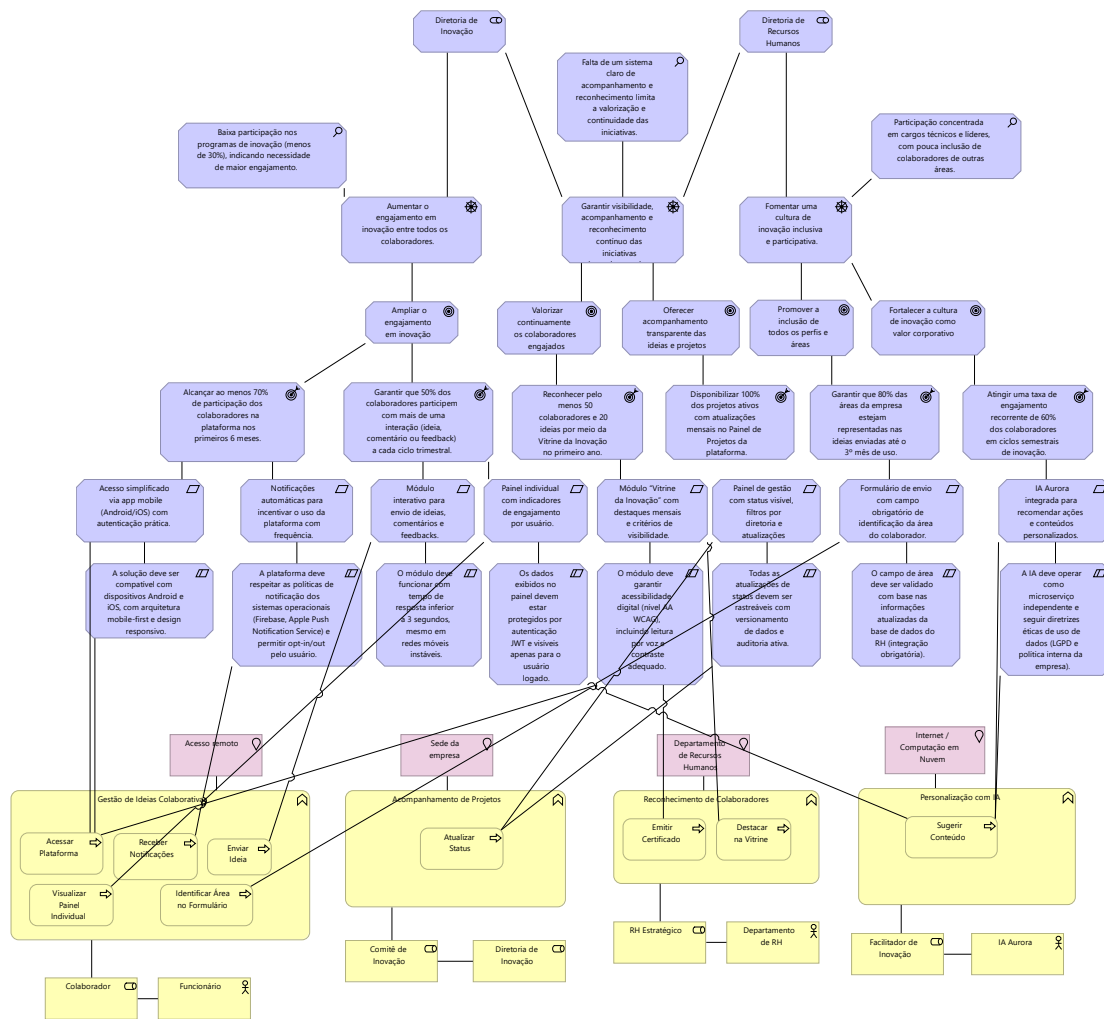 Diretoria de
Inovação
Diretoria de
Recursos
Humanos
Falta de um sistema
claro de
acompanhamento e
reconhecimento limita
a valorização e
continuidade das
iniciativas.
Baixa participação nos
programas de inovação (menos
de 30%), indicando necessidade
de maior engajamento.
Participação concentrada
em cargos técnicos e líderes,
com pouca inclusão de
colaboradores de outras
áreas.
Aumentar o
engajamento em
inovação entre todos os
colaboradores.
Garantir visibilidade,
acompanhamento e
reconhecimento
contínuo das
iniciativas
Fomentar uma
cultura de
inovação inclusiva
e participativa.
Ampliar o
engajamento
em inovação
Valorizar
continuamente
os colaboradores
engajados
Oferecer
acompanhamento
transparente das
ideias e projetos
Promover a
inclusão de
todos os perfis e
áreas
Fortalecer a cultura
de inovação como
valor corporativo
Alcançar ao menos 70%
de participação dos
colaboradores na
plataforma nos
primeiros 6 meses.
Garantir que 50% dos
colaboradores participem
com mais de uma
interação (ideia,
comentário ou feedback)
a cada ciclo trimestral.
Reconhecer pelo
menos 50
colaboradores e 20
ideias por meio da
Vitrine da Inovação
no primeiro ano.
Disponibilizar 100%
dos projetos ativos
com atualizações
mensais no Painel de
Projetos da
plataforma.
Garantir que 80% das
áreas da empresa
estejam
representadas nas
ideias enviadas até o
3º mês de uso.
Atingir uma taxa de
engajamento
recorrente de 60%
dos colaboradores
em ciclos semestrais
de inovação.
Acesso simplificado
via app mobile
(Android/iOS) com
autenticação prática.
Notificações
automáticas para
incentivar o uso da
plataforma com
frequência.
Módulo
interativo para
envio de ideias,
comentários e
feedbacks.
Painel individual
com indicadores
de engajamento
por usuário.
Módulo "Vitrine
da Inovação" com
destaques mensais
e critérios de
visibilidade.
Painel de gestão
com status visível,
filtros por
diretoria e
atualizações
Formulário de envio
com campo
obrigatório de
identificação da área
do colaborador.
IA Aurora
integrada para
recomendar ações
e conteúdos
personalizados.
A solução deve ser
compatível com
dispositivos Android e
iOS, com arquitetura
mobile-first e design
responsivo.
A plataforma deve
respeitar as políticas de
notificação dos
sistemas operacionais
(Firebase, Apple Push
Notification Service) e
permitir opt-in/out
pelo usuário.
O módulo deve
funcionar com
tempo de
resposta inferior
a 3 segundos,
mesmo em
redes móveis
instáveis.
Os dados
exibidos no
painel devem
estar
protegidos por
autenticação
JWT e visíveis
apenas para o
usuário
logado.
O módulo deve
garantir
acessibilidade
digital (nível AA
WCAG),
incluindo leitura
por voz e
contraste
adequado.
Todas as
atualizações de
status devem ser
rastreáveis com
versionamento
de dados e
auditoria ativa.
O campo de área
deve ser validado
com base nas
informações
atualizadas da
base de dados do
RH (integração
obrigatória).
A IA deve operar
como
microserviço
independente e
seguir diretrizes
éticas de uso de
dados (LGPD e
política interna da
empresa).
Acesso remoto
Sede da
empresa
Departamento
de Recursos
Humanos
Internet /
Computação em
Nuvem
Gestão de Ideias Colaborativa
Acessar
Plataforma
Receber
Notificações
Enviar
Ideia
Visualizar
Painel
Individual
Identificar Área
no Formulário
Acompanhamento de Projetos
Atualizar
Status
Reconhecimento de Colaboradores
Emitir
Certificado
Destacar
na Vitrine
Personalização com IA
Sugerir
Conteúdo
Colaborador
Funcionário
Comitê de
Inovação
Diretoria de
Inovação
RH Estratégico
Departamento
de RH
Facilitador de
Inovação
IA Aurora